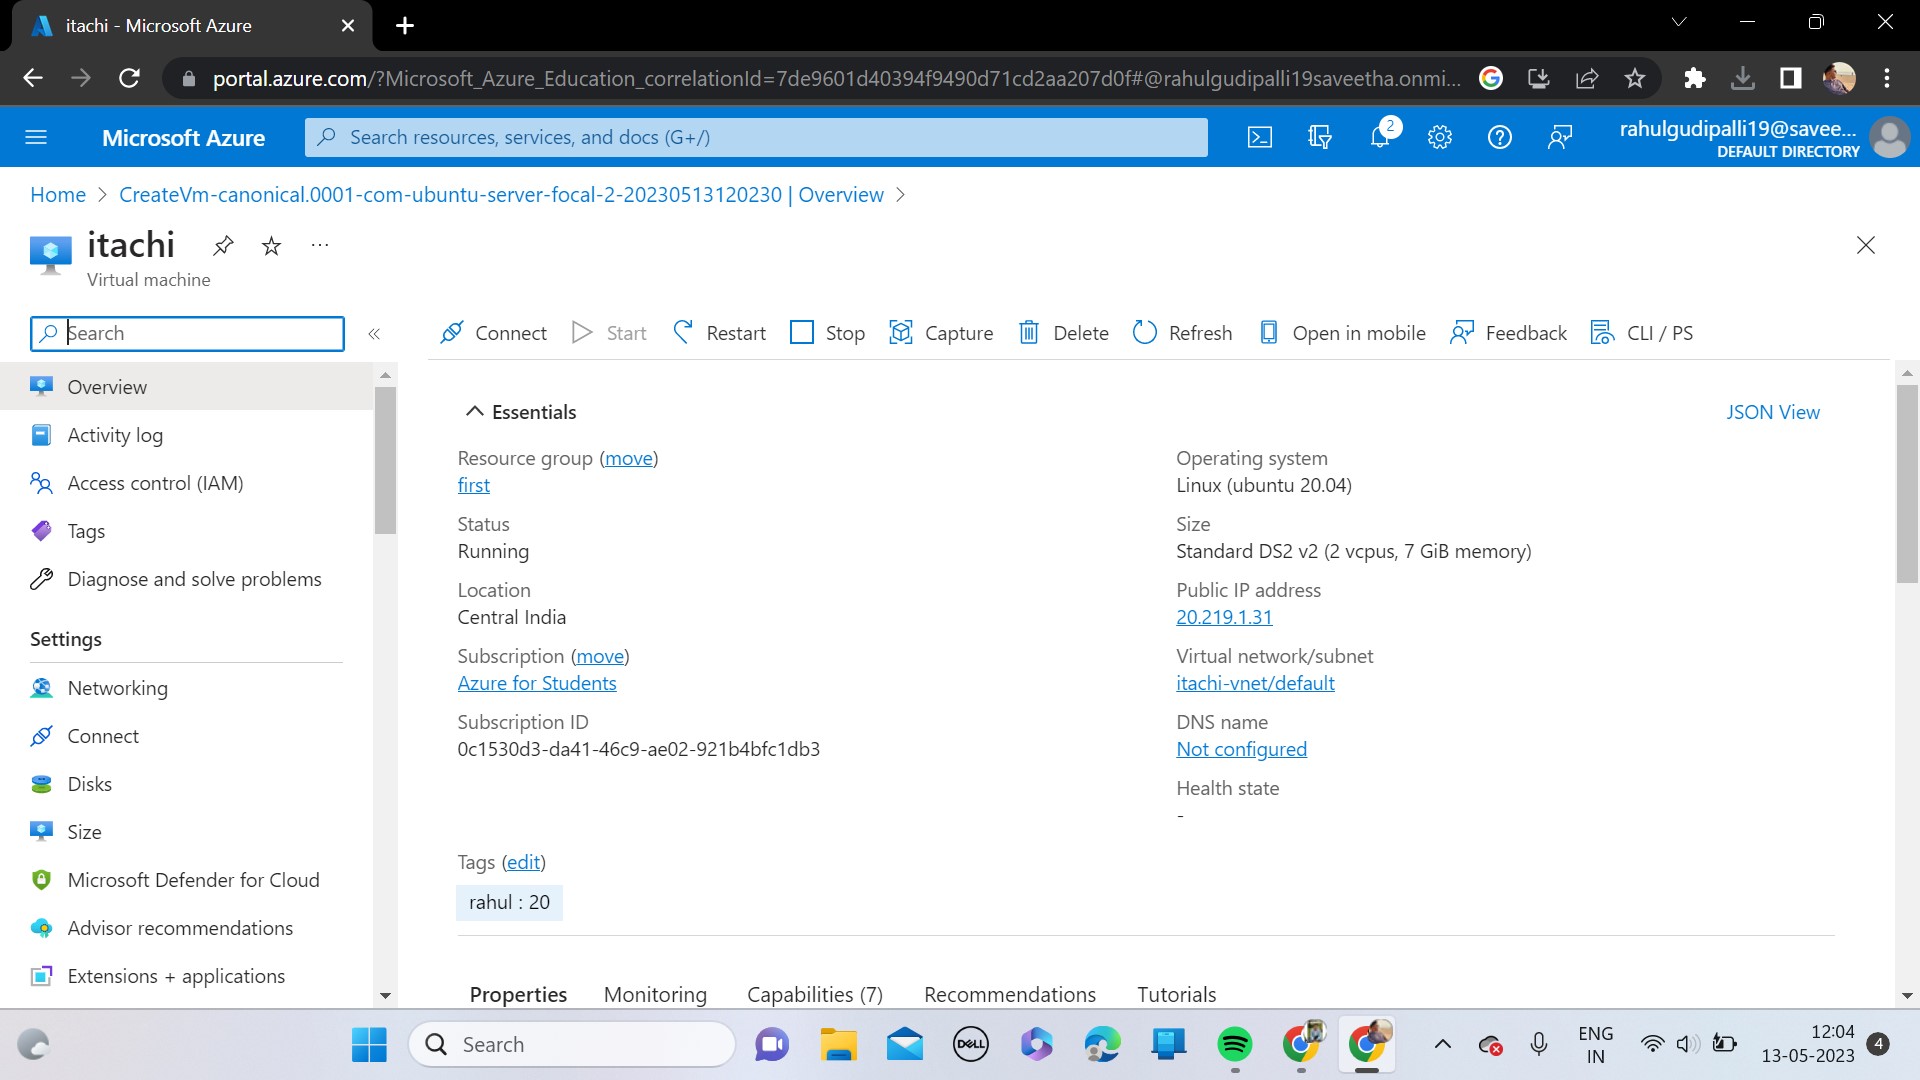 itachi - Microsoft Azure
portal.azure.com/?Microsoft_Azure_Education_correlationId=7de9601d40394f9490d71cd2aa207d0f#@rahulgudipalli19saveetha.onmi...
Microsoft Azure
Search resources, services, and docs (G+/)
2
rahulgudipalli19@savee...
DEFAULT DIRECTORY
Home > CreateVm-canonical.0001-com-ubuntu-server-focal-2-20230513120230 | Overview >
itachi
...
Virtual machine
Search
«
Connect
Start
Restart
Stop
Capture
Delete
Refresh
Open in mobile
Feedback
CLI / PS
Overview
Activity log
Access control (IAM)
Tags
Diagnose and solve problems
Settings
Networking
Connect
Disks
Size
Microsoft Defender for Cloud
Advisor recommendations
Extensions + applications
Essentials
JSON View
Resource group (move)
first
Status
Running
Location
Central India
Subscription (move)
Azure for Students
Subscription ID
0c1530d3-da41-46c9-ae02-921b4bfc1db3
Operating system
Linux (ubuntu 20.04)
Size
Standard DS2 v2 (2 vcpus, 7 GiB memory)
Public IP address
20.219.1.31
Virtual network/subnet
itachi-vnet/default
DNS name
Not configured
Health state
-
Tags (edit)
rahul : 20
Properties
Monitoring
Capabilities (7)
Recommendations
Tutorials
Search
DELL
ENG
IN
12:04
13-05-2023
4